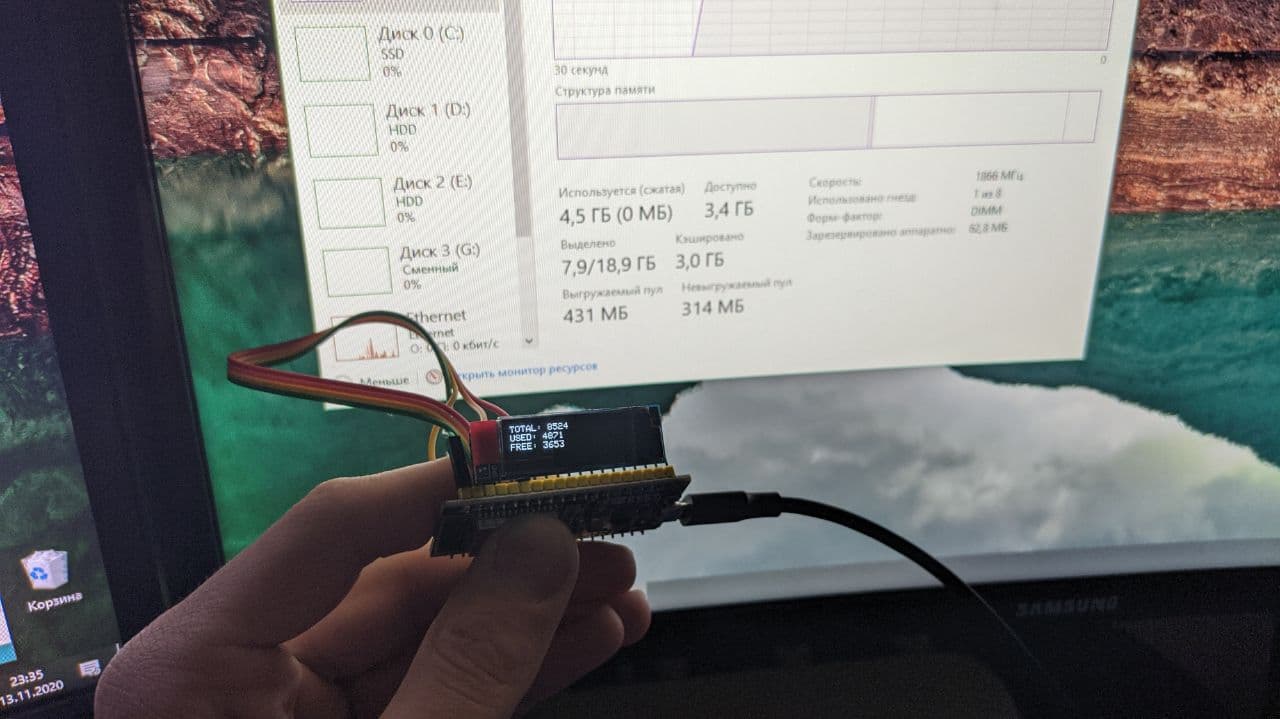 Диск 0 (C:)
SSD
0%
Диск 1 (D:)
HDD
0%
Диск 2 (E:)
HDD
0%
Диск 3 (G:)
Сменный
0%
Ethernet
0 кбит/с
Меньше
монитор ресурсов
30 секунд
0
Структура памяти
Используется (сжатая)
Доступно
4,5 ГБ (0 МБ)
3,4 ГБ
Выделено
Кэшировано
7,9/18,9 ГБ
3,0 ГБ
Выгружаемый пул
Невыгружаемый пул
431 МБ
314 МБ
Скорость: 1866 МГц
Использовано гнезд: 1 из 8
Форм-фактор: DIMM
Зарезервировано аппаратно: 62,8 МБ
TOTAL: 8524
USED: 4871
FREE: 3653
SAMSUNG
Корзина
23:35
13.11.2020